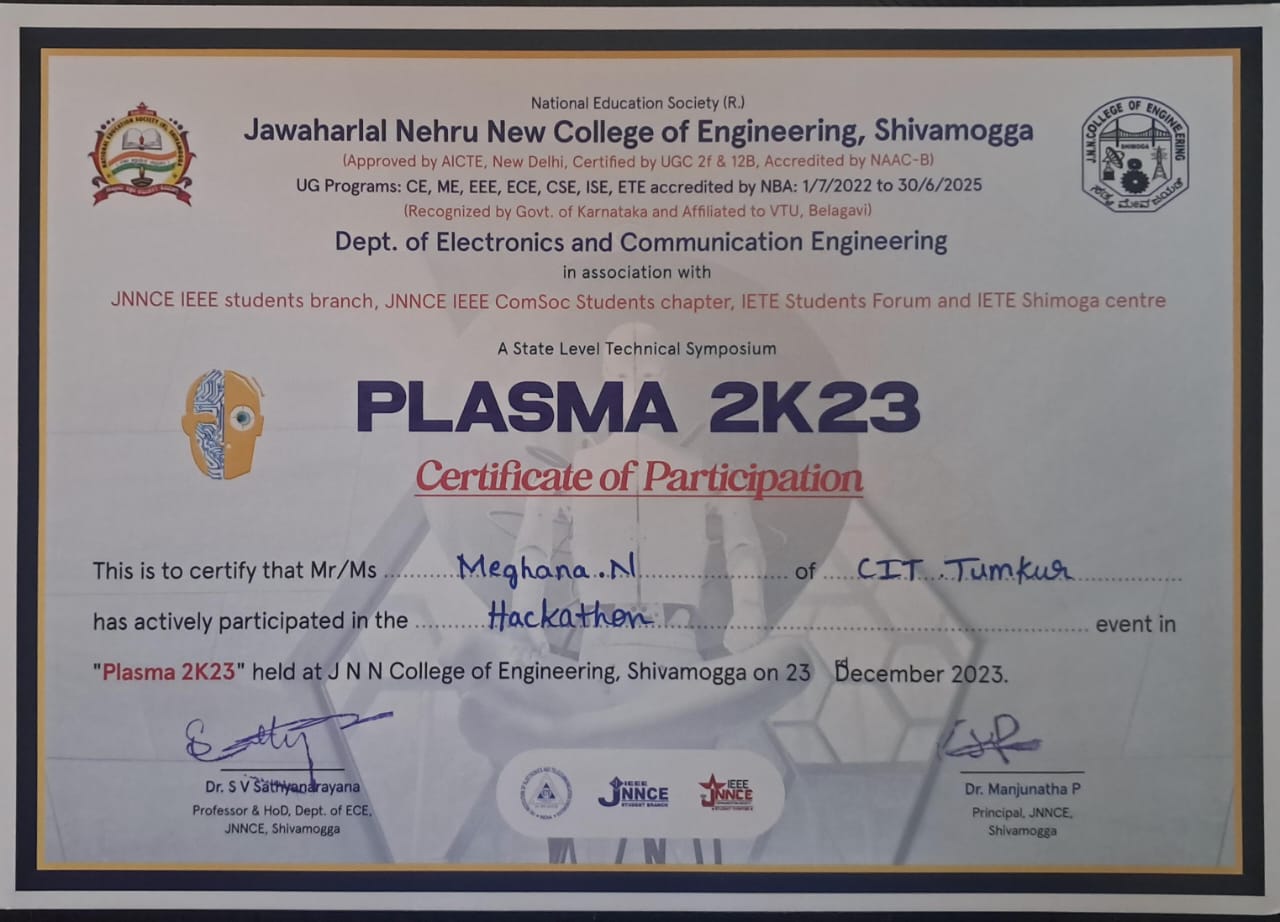 National Education Society (R.)
Jawaharlal Nehru New College of Engineering, Shivamogga
(Approved by AICTE, New Delhi, Certified by UGC 2f & 12B, Accredited by NAAC-B)
UG Programs: CE, ME, EEE, ECE, CSE, ISE, ETE accredited by NBA: 1/7/2022 to 30/6/2025
(Recognized by Govt. of Karnataka and Affiliated to VTU, Belagavi)
Dept. of Electronics and Communication Engineering
in association with
JNNCE IEEE students branch, JNNCE IEEE ComSoc Students chapter, IETE Students Forum and IETE Shimoga centre
J.N.N.COLLEGE OF ENGINEERING
SHIMOGA
A State Level Technical Symposium
PLASMA 2K23
Certificate of Participation
This is to certify that Mr/Ms Meghana.N of CIT. Tumkur
has actively participated in the Hackathon event in
"Plasma 2K23" held at J N N College of Engineering, Shivamogga on 23rd December 2023.
Dr. S V Sathyanarayana
Professor & HoD, Dept. of ECE,
JNNCE, Shivamogga
IEEE
JNNCE
STUDENT BRANCH
IEEE
JNNCE
Dr. Manjunatha P
Principal, JNNCE,
Shivamogga